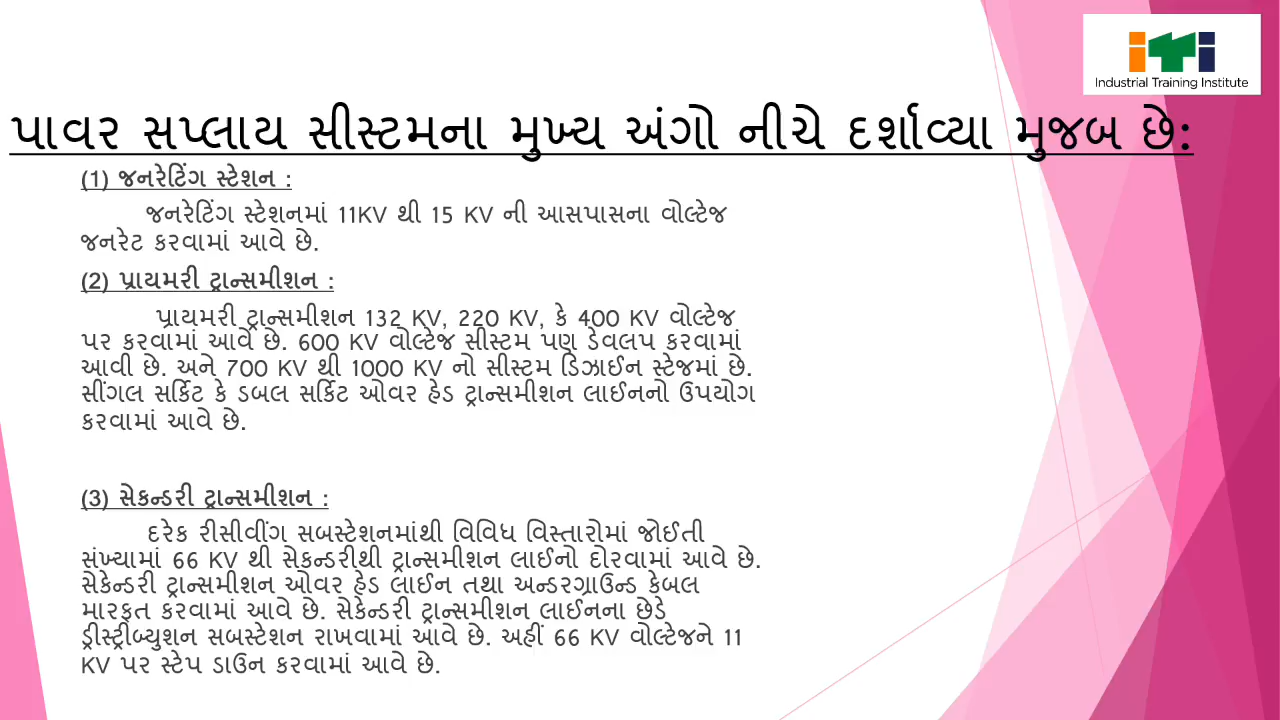 iTi
Industrial Training Institute
પાવર સપ્લાય સીસ્ટમના મુખ્ય અંગો નીચે દર્શાવ્યા મુજબ છે:
(1) જનરેટિંગ સ્ટેશન :
જનરેટિંગ સ્ટેશનમાં 11KV થી 15 KV ની આસપાસના વોલ્ટેજ
જનરેટ કરવામાં આવે છે.
(2) પ્રાયમરી ટ્રાન્સમીશન :
પ્રાયમરી ટ્રાન્સમીશન 132 KV, 220 KV, કે 400 KV વોલ્ટેજ
પર કરવામાં આવે છે. 600 KV વોલ્ટેજ સીસ્ટમ પણ ડેવલપ કરવામાં
આવી છે. અને 700 KV થી 1000 KV નો સીસ્ટમ ડિઝાઈન સ્ટેજમાં છે.
સીંગલ સર્કિટ કે ડબલ સર્કિટ ઓવર હેડ ટ્રાન્સમીશન લાઈનનો ઉપયોગ
કરવામાં આવે છે.
(3) સેકન્ડરી ટ્રાન્સમીશન :
દરેક રીસીવીંગ સબસ્ટેશનમાંથી વિવિધ વિસ્તારોમાં જોઈતી
સંખ્યામાં 66 KV થી સેકન્ડરીથી ટ્રાન્સમીશન લાઈનો દોરવામાં આવે છે.
સેકેન્ડરી ટ્રાન્સમીશન ઓવર હેડ લાઈન તથા અન્ડરગ્રાઉન્ડ કેબલ
મારફત કરવામાં આવે છે. સેકેન્ડરી ટ્રાન્સમીશન લાઈનના છેડે
ડ્રીસ્ટ્રીબ્યુશન સબસ્ટેશન રાખવામાં આવે છે. અહીં 66 KV વોલ્ટેજને 11
KV પર સ્ટેપ ડાઉન કરવામાં આવે છે.